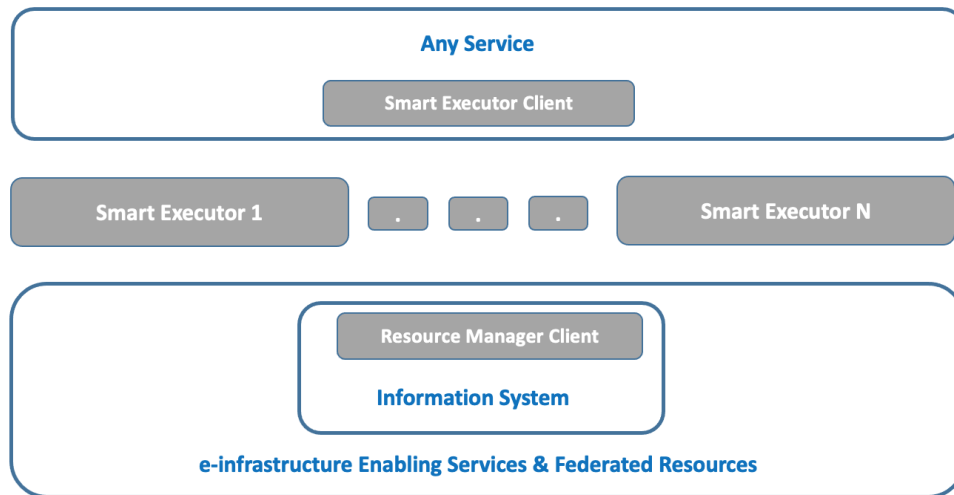 Any Service
Smart Executor Client
Smart Executor 1 . . . Smart Executor N
Resource Manager Client
Information System
e-infrastructure Enabling Services & Federated Resources